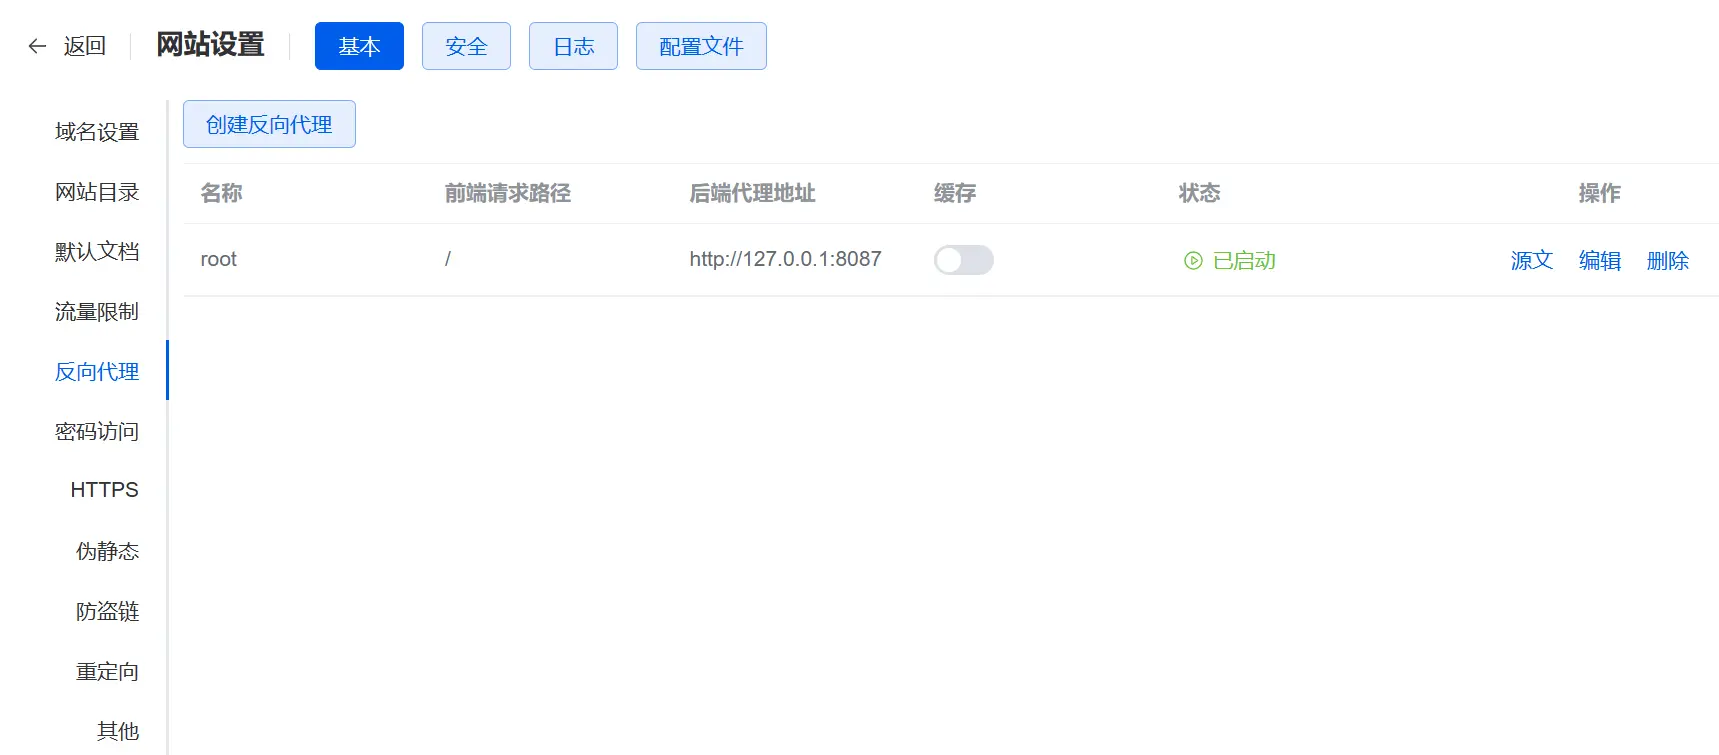 返回 网站设置 基本 安全 日志 配置文件
域名设置
网站目录
默认文档
流量限制
反向代理
密码访问
HTTPS
伪静态
防盗链
重定向
其他
创建反向代理
名称 前端请求路径 后端代理地址 缓存 状态 操作
root / http://127.0.0.1:8087 已启动 源文 编辑 删除